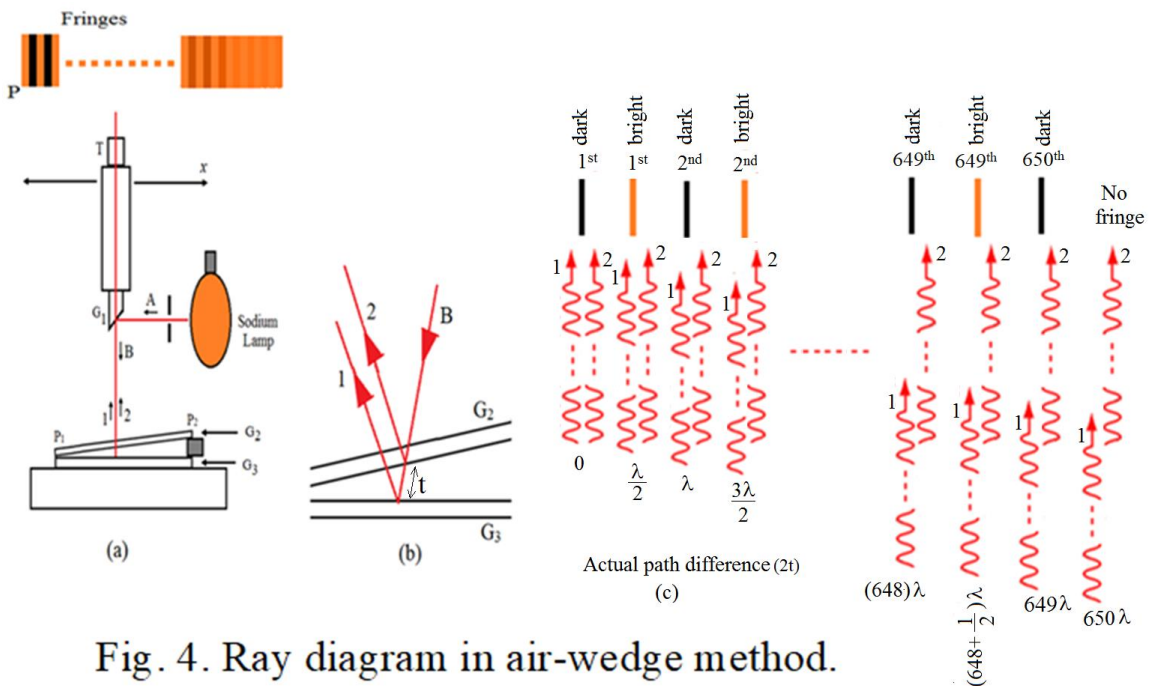 Fringes
P
T
x
G₁
A
Sodium
Lamp
B
1
2
P₁
P₂
G₂
G₃
(a)
1
2
B
G₂
t
G₃
(b)
dark
bright
dark
bright
1st
1st
2nd
2nd
1
2
1
2
1
2
1
2
0
λ/2
λ
3λ/2
Actual path difference (2t)
(c)
dark
bright
dark
649th
649th
650th
No
fringe
2
2
2
2
1
1
1
1
(648)λ
(648+1/2)λ
649λ
650λ
Fig. 4. Ray diagram in air-wedge method.